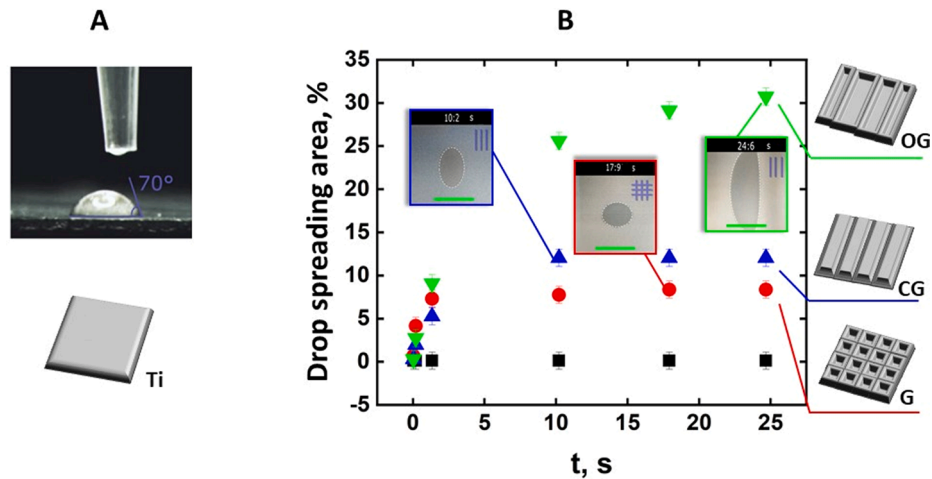 A
B
70°
Ti
Drop spreading area, %
35
30
25
20
15
10
5
0
-5
10:2 s
17:9 s
24:6 s
0 5 10 15 20 25
t, s
OG
CG
G